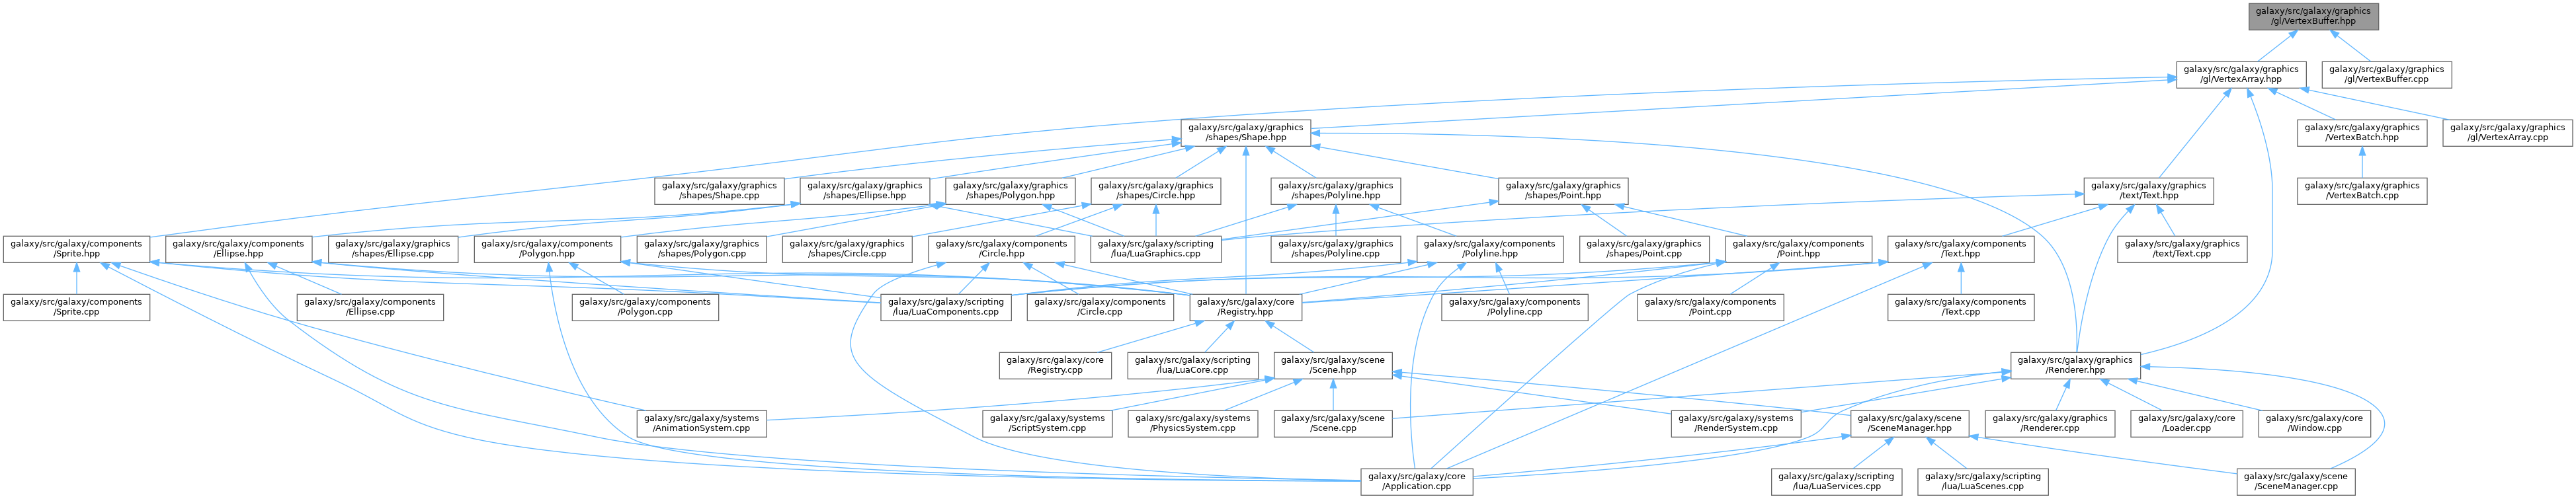 galaxy/src/galaxy/graphics
/gl/VertexBuffer.hpp
galaxy/src/galaxy/graphics
/gl/VertexArray.hpp
galaxy/src/galaxy/graphics
/gl/VertexBuffer.cpp
galaxy/src/galaxy/graphics
/shapes/Shape.hpp
galaxy/src/galaxy/graphics
/VertexBatch.hpp
galaxy/src/galaxy/graphics
/gl/VertexArray.cpp
galaxy/src/galaxy/graphics
/shapes/Shape.cpp
galaxy/src/galaxy/graphics
/shapes/Ellipse.hpp
galaxy/src/galaxy/graphics
/shapes/Polygon.hpp
galaxy/src/galaxy/graphics
/shapes/Circle.hpp
galaxy/src/galaxy/graphics
/shapes/Polyline.hpp
galaxy/src/galaxy/graphics
/shapes/Point.hpp
galaxy/src/galaxy/graphics
/text/Text.hpp
galaxy/src/galaxy/graphics
/VertexBatch.cpp
galaxy/src/galaxy/components
/Sprite.hpp
galaxy/src/galaxy/components
/Ellipse.hpp
galaxy/src/galaxy/graphics
/shapes/Ellipse.cpp
galaxy/src/galaxy/components
/Polygon.hpp
galaxy/src/galaxy/graphics
/shapes/Polygon.cpp
galaxy/src/galaxy/graphics
/shapes/Circle.cpp
galaxy/src/galaxy/components
/Circle.hpp
galaxy/src/galaxy/scripting
/lua/LuaGraphics.cpp
galaxy/src/galaxy/graphics
/shapes/Polyline.cpp
galaxy/src/galaxy/components
/Polyline.hpp
galaxy/src/galaxy/graphics
/shapes/Point.cpp
galaxy/src/galaxy/components
/Point.hpp
galaxy/src/galaxy/components
/Text.hpp
galaxy/src/galaxy/graphics
/text/Text.cpp
galaxy/src/galaxy/components
/Sprite.cpp
galaxy/src/galaxy/components
/Ellipse.cpp
galaxy/src/galaxy/components
/Polygon.cpp
galaxy/src/galaxy/scripting
/lua/LuaComponents.cpp
galaxy/src/galaxy/components
/Circle.cpp
galaxy/src/galaxy/core
/Registry.hpp
galaxy/src/galaxy/components
/Polyline.cpp
galaxy/src/galaxy/components
/Point.cpp
galaxy/src/galaxy/components
/Text.cpp
galaxy/src/galaxy/core
/Registry.cpp
galaxy/src/galaxy/scripting
/lua/LuaCore.cpp
galaxy/src/galaxy/scene
/Scene.hpp
galaxy/src/galaxy/graphics
/Renderer.hpp
galaxy/src/galaxy/systems
/AnimationSystem.cpp
galaxy/src/galaxy/systems
/ScriptSystem.cpp
galaxy/src/galaxy/systems
/PhysicsSystem.cpp
galaxy/src/galaxy/scene
/Scene.cpp
galaxy/src/galaxy/systems
/RenderSystem.cpp
galaxy/src/galaxy/scene
/SceneManager.hpp
galaxy/src/galaxy/graphics
/Renderer.cpp
galaxy/src/galaxy/core
/Loader.cpp
galaxy/src/galaxy/core
/Window.cpp
galaxy/src/galaxy/core
/Application.cpp
galaxy/src/galaxy/scripting
/lua/LuaServices.cpp
galaxy/src/galaxy/scripting
/lua/LuaScenes.cpp
galaxy/src/galaxy/scene
/SceneManager.cpp